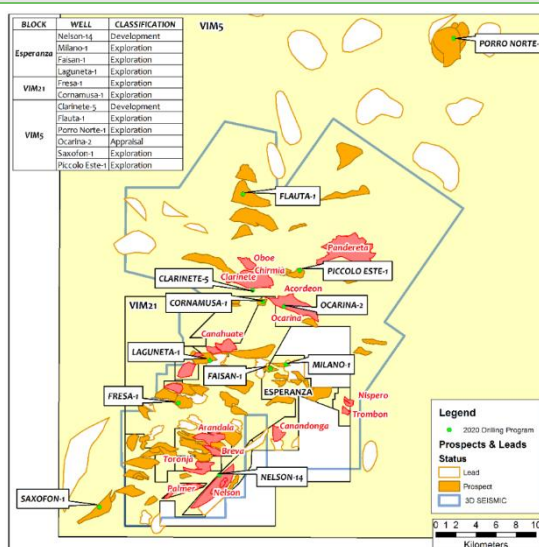 VIM5
BLOCK WELL CLASSIFICATION
Esperanza
Nelson-14 Development
Milano-1 Exploration
Faisan-1 Exploration
Laguneta-1 Exploration
VIM21
Fresa-1 Exploration
Cornamusa-1 Exploration
VIM5
Clarinete-5 Development
Flauta-1 Exploration
Porro Norte-1 Exploration
Ocarina-2 Appraisal
Saxofon-1 Exploration
Piccolo Este-1 Exploration
PORRO NORTE-
FLAUTA-1
Pandereta
Oboe
Chirmia
PICCOLO ESTE-1
CLARINETE-5
Clarinete
Acordeon
CORNAMUSA-1
VIM21
OCARINA-2
Ocarina
Canahuate
LAGUNETA-1
MILANO-1
FAISAN-1
ESPERANZA
FRESA-1
Nispero
Trombon
Arandala
Canandonga
Breva
Toranja
NELSON-14
Palmer
Nelson
SAXOFON-1
Legend
2020 Drilling Program
Prospects & Leads
Status
Lead
Prospect
3D SEISMIC
0 1 2 4 6 8 10
Kilometers